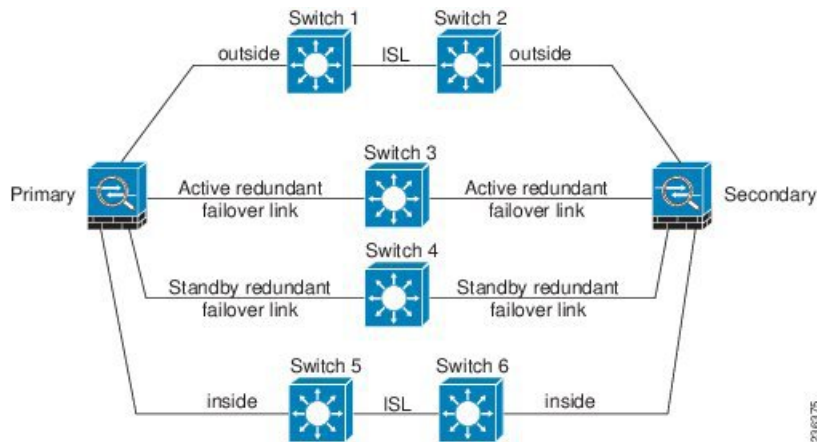 Switch 1
Switch 2
outside
ISL
outside
Switch 3
Primary
Active redundant
failover link
Active redundant
failover link
Secondary
Switch 4
Standby redundant
failover link
Standby redundant
failover link
Switch 5
Switch 6
inside
ISL
inside
236375